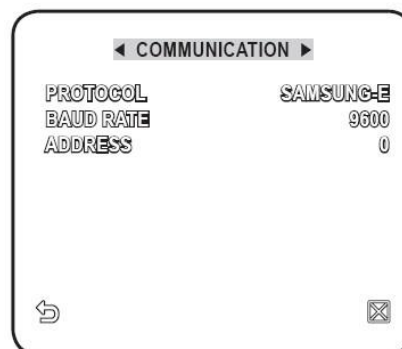 ◀ COMMUNICATION ▶
PROTOCOL SAMSUNG-E
BAUD RATE 9600
ADDRESS 0